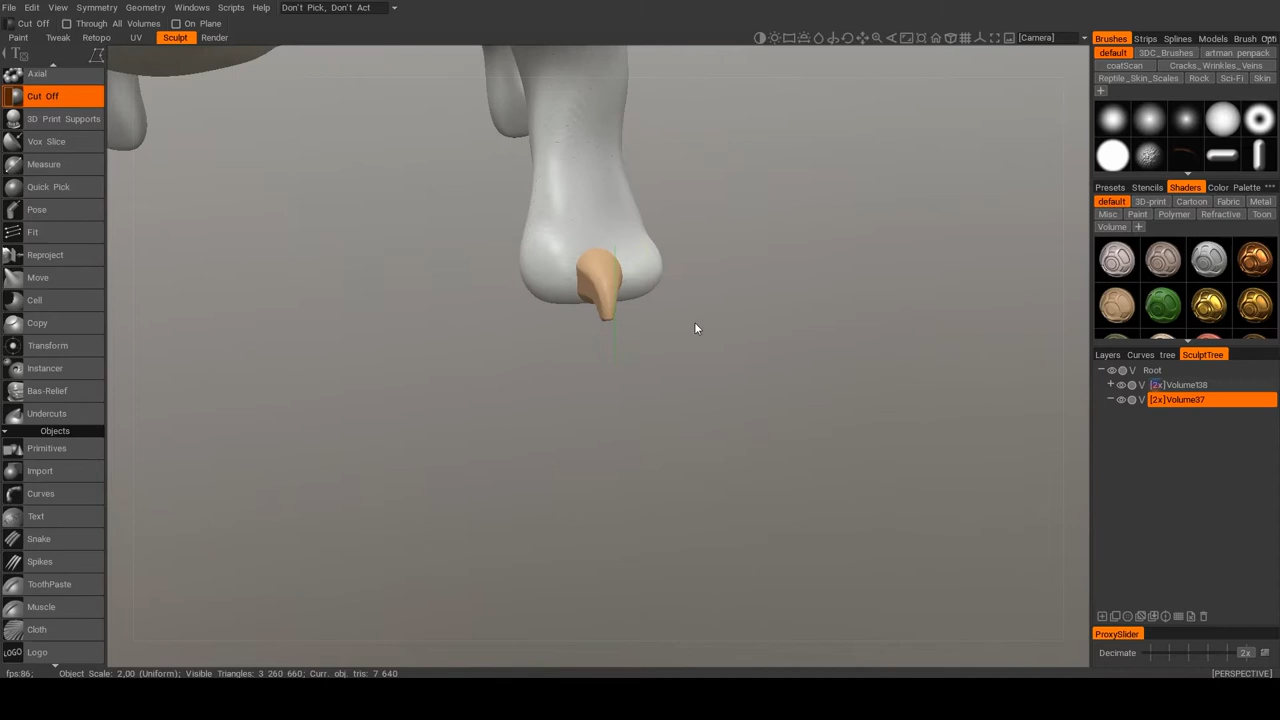 File Edit View Symmetry Geometry Windows Scripts Help Don't Pick, Don't Act
Cut Off Through All Volumes On Plane
Paint Tweak Retopo UV Sculpt Render [Camera]
Axial
Cut Off
3D Print Supports
Vox Slice
Measure
Quick Pick
Pose
Fit
Reproject
Move
Cell
Copy
Transform
Instancer
Bas-Relief
Undercuts
Objects
Primitives
Import
Curves
Text
Snake
Spikes
ToothPaste
Muscle
Cloth
LOGO Logo
Brushes Strips Splines Models Brush Opti
default 3DC_Brushes artman penpack
coatScan Cracks_Wrinkles_Veins
Reptile_Skin_Scales Rock Sci-Fi Skin
Presets Stencils Shaders Color Palette
default 3D-print Cartoon Fabric Metal
Misc Paint Polymer Refractive Toon
Volume
Layers Curves tree SculptTree
V Root
V [2x]Volume138
V [2x]Volume37
ProxySlider
Decimate 2x
fps:86; Object Scale: 2,00 (Uniform); Visible Triangles: 3 260 660; Curr. obj. tris: 7 640 [PERSPECTIVE]